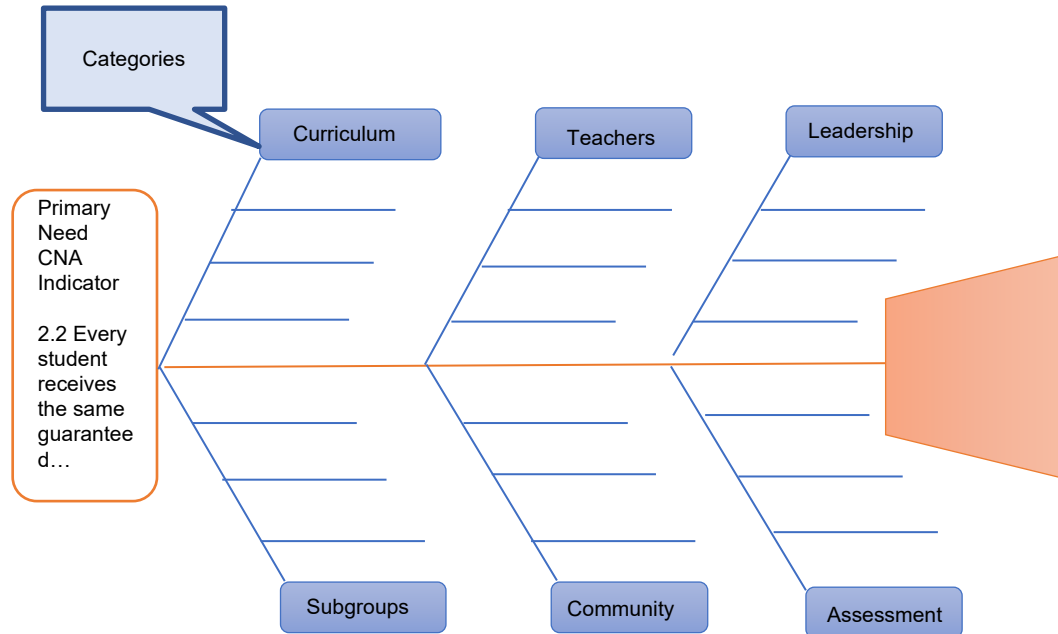 Categories
Curriculum
Teachers
Leadership
Primary
Need
CNA
Indicator
2.2 Every
student
receives
the same
guarantee
d…
Subgroups
Community
Assessment